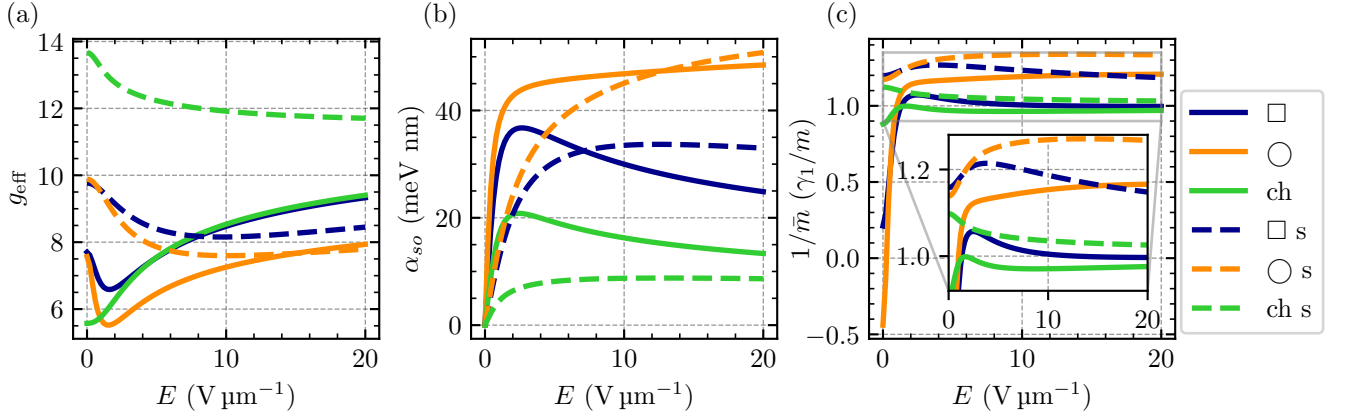 (a)
14
12
10
8
6
g_eff
0 10 20
E (V µm⁻¹)
(b)
40
20
0
α_so (meV nm)
0 10 20
E (V µm⁻¹)
(c)
1.0
0.5
0.0
−0.5
1/m̄ (γ₁/m)
1.2
1.0
0 10 20
0 10 20
E (V µm⁻¹)
□
○
ch
□ s
○ s
ch s